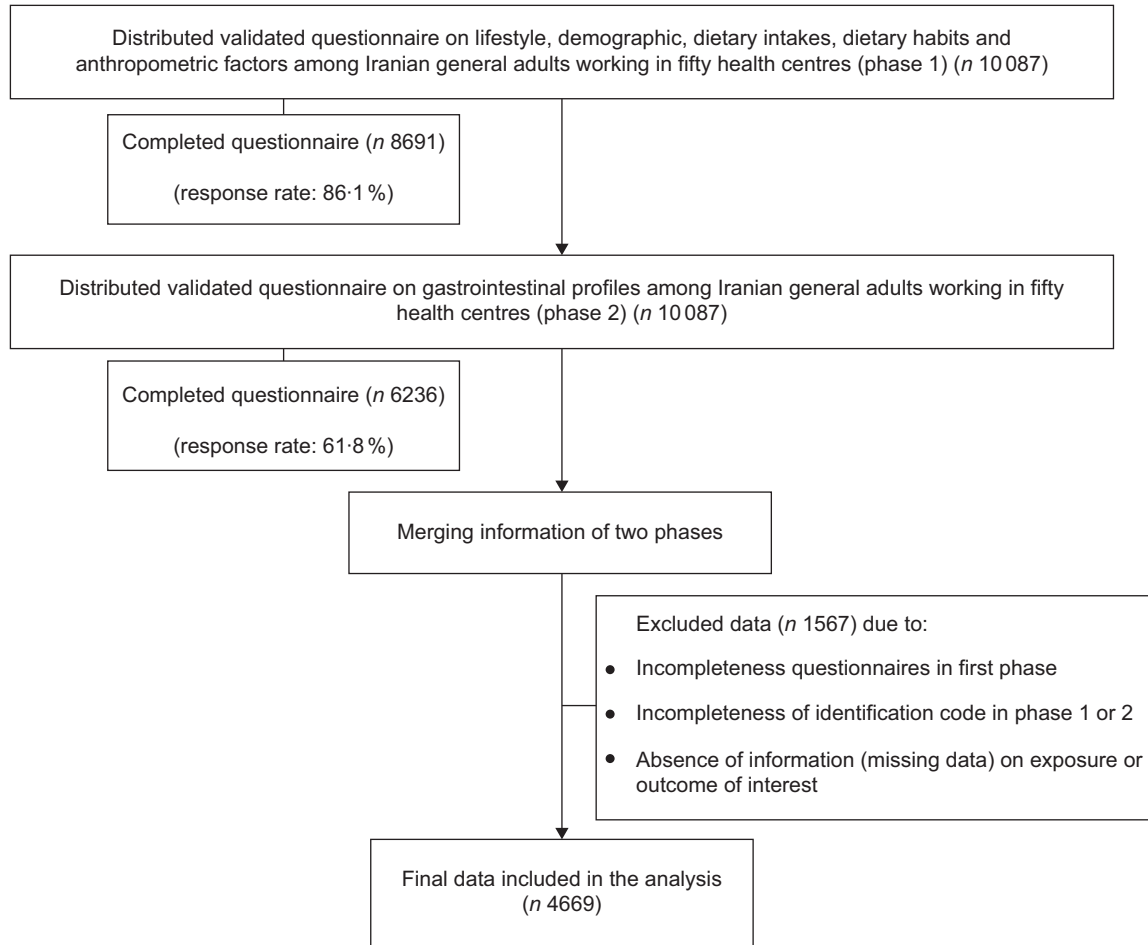 Distributed validated questionnaire on lifestyle, demographic, dietary intakes, dietary habits and
anthropometric factors among Iranian general adults working in fifty health centres (phase 1) (n 10 087)
Completed questionnaire (n 8691)
(response rate: 86·1 %)
Distributed validated questionnaire on gastrointestinal profiles among Iranian general adults working in fifty
health centres (phase 2) (n 10 087)
Completed questionnaire (n 6236)
(response rate: 61·8 %)
Merging information of two phases
Excluded data (n 1567) due to:
● Incompleteness questionnaires in first phase
● Incompleteness of identification code in phase 1 or 2
● Absence of information (missing data) on exposure or
outcome of interest
Final data included in the analysis
(n 4669)